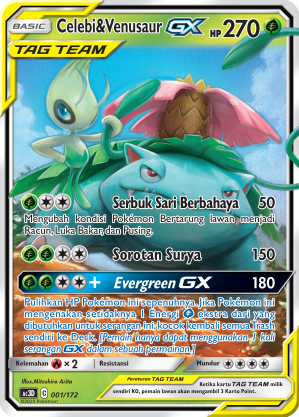 BASIC Celebi&Venusaur GX HP 270
TAG TEAM
Serbuk Sari Berbahaya 50
Mengubah kondisi Pokémon Bertarung lawan menjadi
Racun, Luka Bakar, dan Pusing.
Sorotan Surya 150
+ Evergreen GX 180
Pulihkan HP Pokémon ini sepenuhnya. Jika Pokémon ini
mengenakan setidaknya 1 Energi ekstra dari yang
dibutuhkan untuk serangan ini, kocok kembali semua Trash
sendiri ke Deck. [Pemain hanya dapat menggunakan 1 kali
serangan GX dalam sebuah permainan.]
Kelemahan ×2 Resistansi Mundur
Illus. Mitsuhiro Arita
Peraturan TAG TEAM
Ketika kartu TAG TEAM milik
sendiri KO, pemain lawan akan mengambil 3 Kartu Point.
C 001/172
©2020 Pokémon